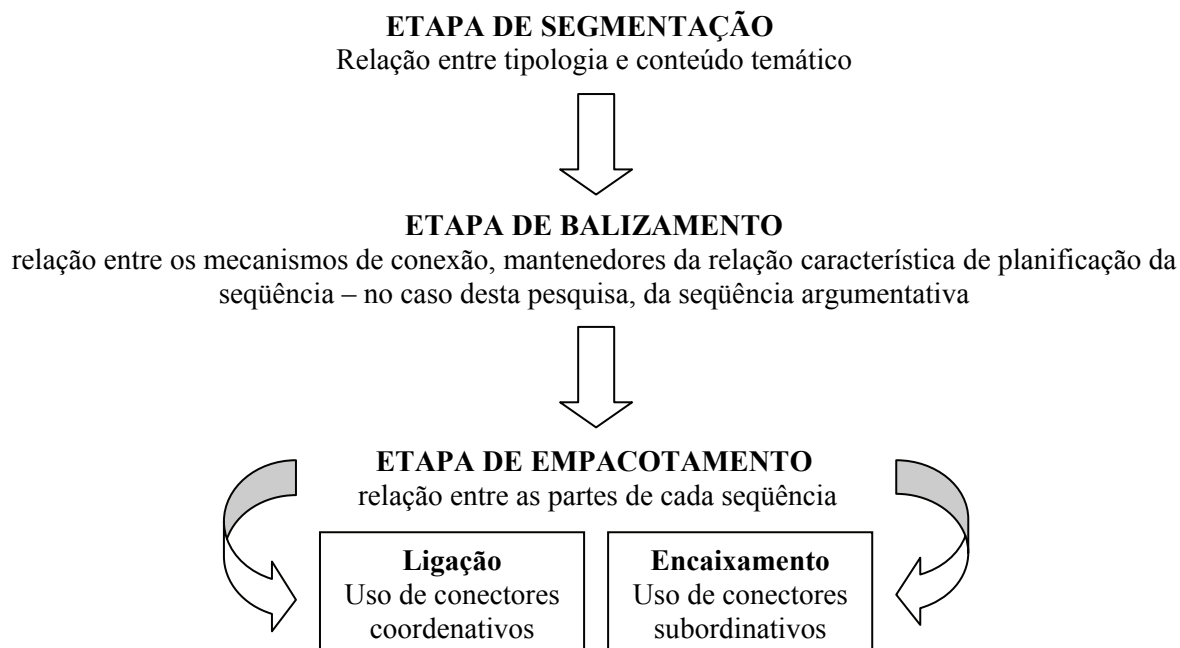 ETAPA DE SEGMENTAÇÃO
Relação entre tipologia e conteúdo temático
ETAPA DE BALIZAMENTO
relação entre os mecanismos de conexão, mantenedores da relação característica de planificação da
seqüência – no caso desta pesquisa, da seqüência argumentativa
ETAPA DE EMPACOTAMENTO
relação entre as partes de cada seqüência
Ligação
Uso de conectores
coordenativos
Encaixamento
Uso de conectores
subordinativos